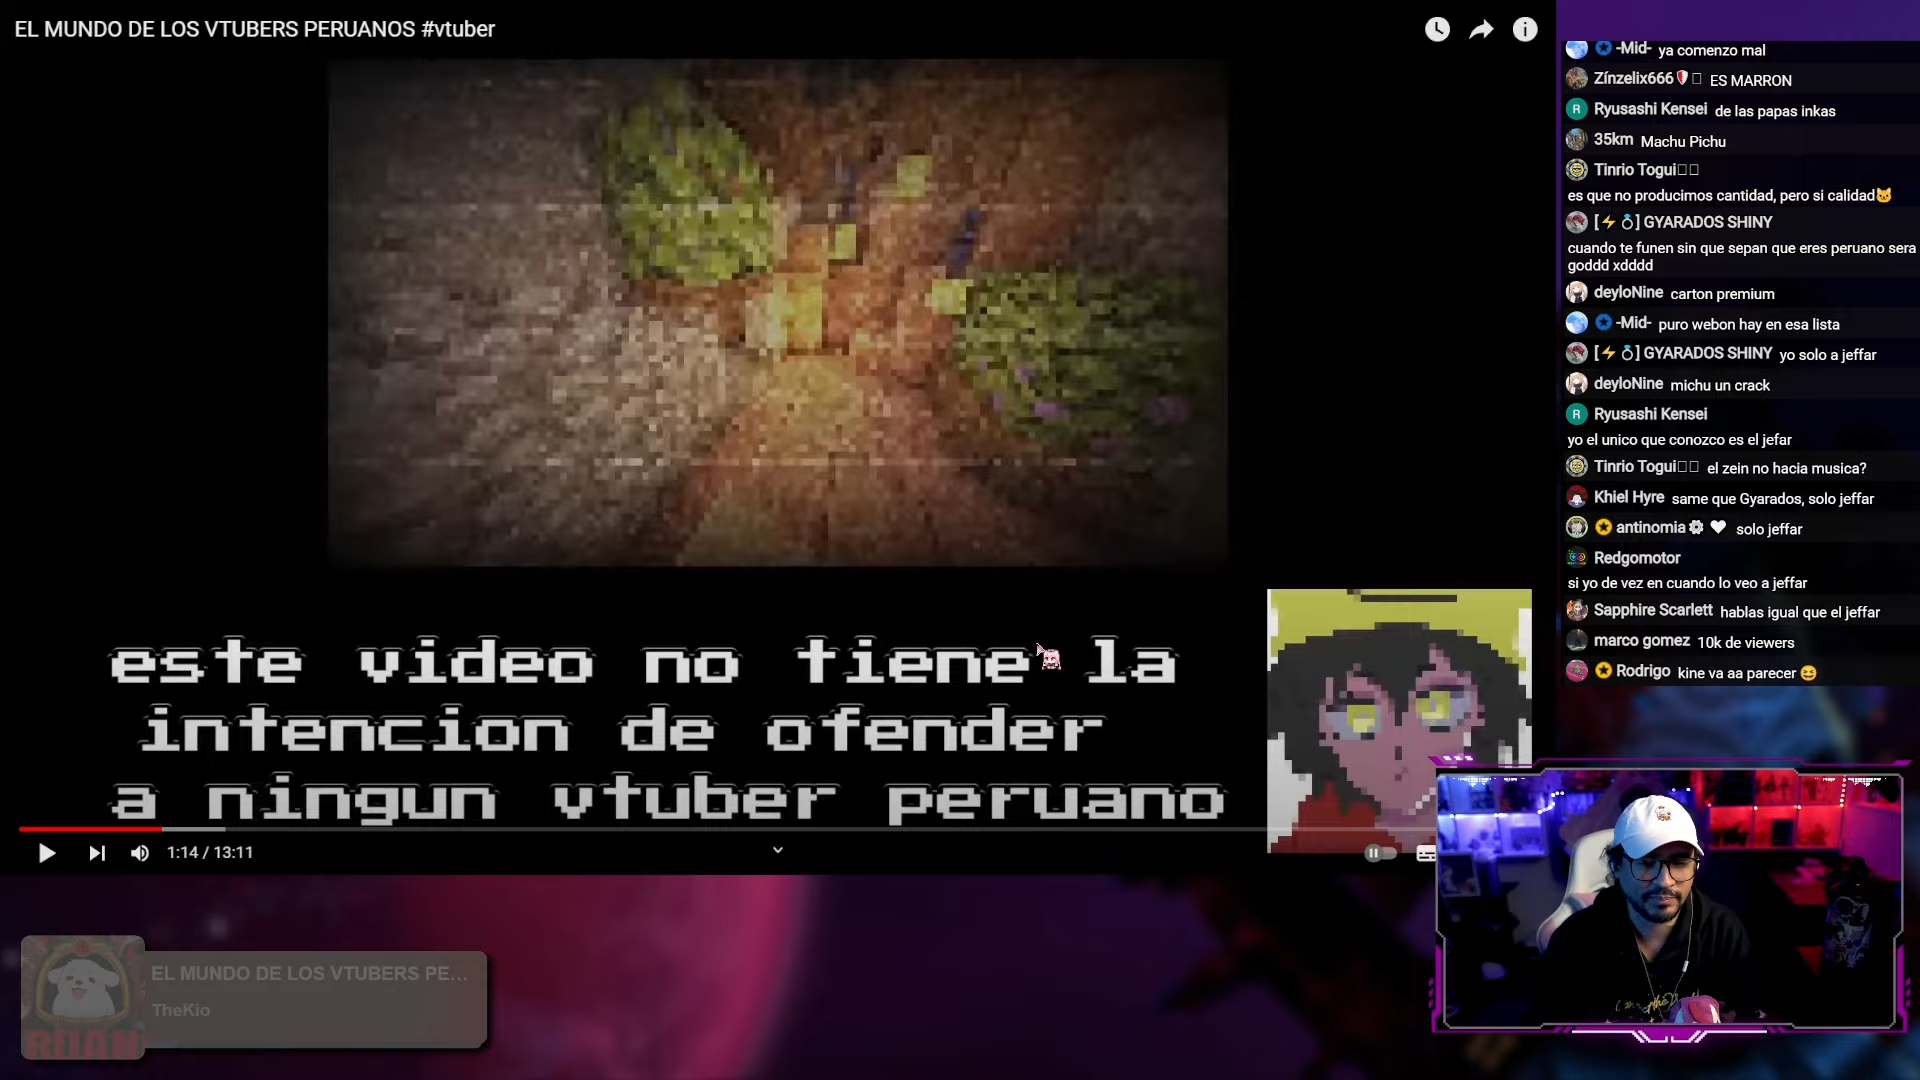 EL MUNDO DE LOS VTUBERS PERUANOS #vtuber
este video no tiene la
intencion de ofender
a ningun vtuber peruano
1:14 / 13:11
EL MUNDO DE LOS VTUBERS PE...
TheKio
RUAN
-Mid- ya comenzo mal
Zínzelix666 ES MARRON
R Ryusashi Kensei de las papas inkas
35km Machu Pichu
Tinrio Togui
es que no producimos cantidad, pero si calidad🐱
[⚡💍] GYARADOS SHINY
cuando te funen sin que sepan que eres peruano sera
goddd xdddd
deyloNine carton premium
-Mid- puro webon hay en esa lista
[⚡💍] GYARADOS SHINY yo solo a jeffar
deyloNine michu un crack
R Ryusashi Kensei
yo el unico que conozco es el jefar
Tinrio Togui el zein no hacia musica?
Khiel Hyre same que Gyarados, solo jeffar
antinomia solo jeffar
Redgomotor
si yo de vez en cuando lo veo a jeffar
Sapphire Scarlett hablas igual que el jeffar
marco gomez 10k de viewers
Rodrigo kine va aa parecer 😆